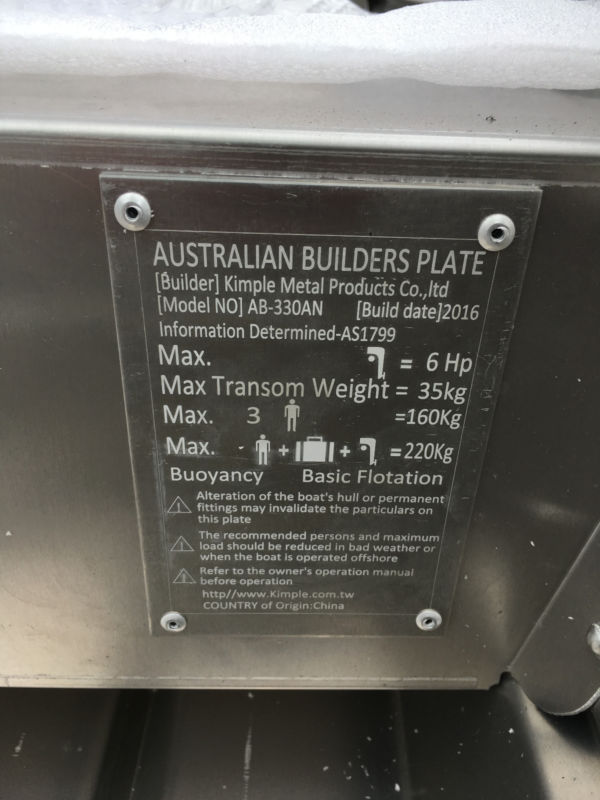 AUSTRALIAN BUILDERS PLATE
[Builder] Kimple Metal Products Co.,ltd
[Model NO] AB-330AN [Build date]2016
Information Determined-AS1799
Max. = 6 Hp
Max Transom Weight = 35kg
Max. 3 =160Kg
Max. - + + =220Kg
Buoyancy Basic Flotation
Alteration of the boat's hull or permanent
fittings may invalidate the particulars on
this plate
The recommended persons and maximum
load should be reduced in bad weather or
when the boat is operated offshore
Refer to the owner's operation manual
before operation
http//www.Kimple.com.tw
COUNTRY of Origin:China